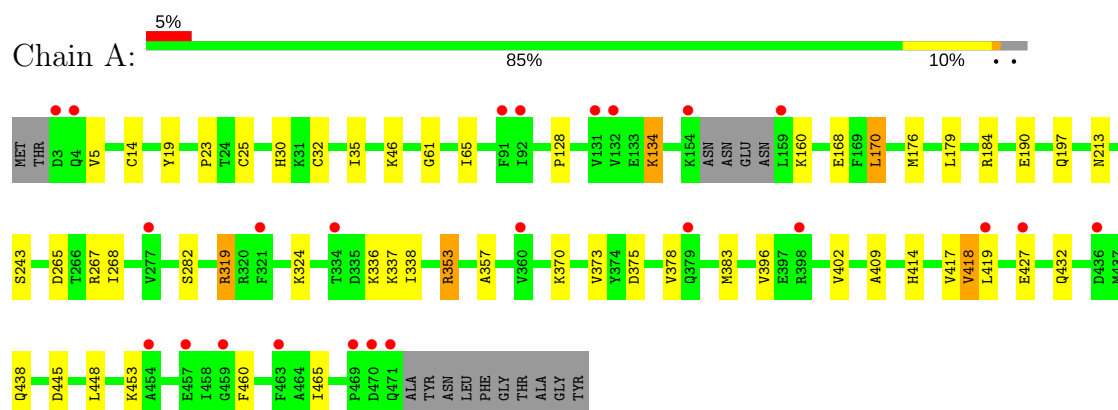 5%
Chain A:
85% 10% • •
MET THR D3 Q4 V5 C14 Y19 P23 T24 C25 H30 K31 C32 I35 K46 G61 I65 F91 I92 P128 V131 V132 E133 K134 K154 ASN ASN GLU ASN L159 K160 E168 F169 L170 M176 L179 R184 E190 Q197 N213
S243 D265 T266 R267 I268 V277 S282 R319 R320 F321 K324 T334 D335 K336 K337 I338 R353 A357 V360 K370 V373 Y374 D375 V378 Q379 M383 V396 E397 R398 V402 A409 H414 V417 V418 L419 E427 Q432 D436 M437
Q438 D445 L448 K453 A454 E457 I458 G459 F460 F463 A464 I465 P469 D470 Q471 ALA TYR ASN LEU PHE GLY THR ALA GLY TYR